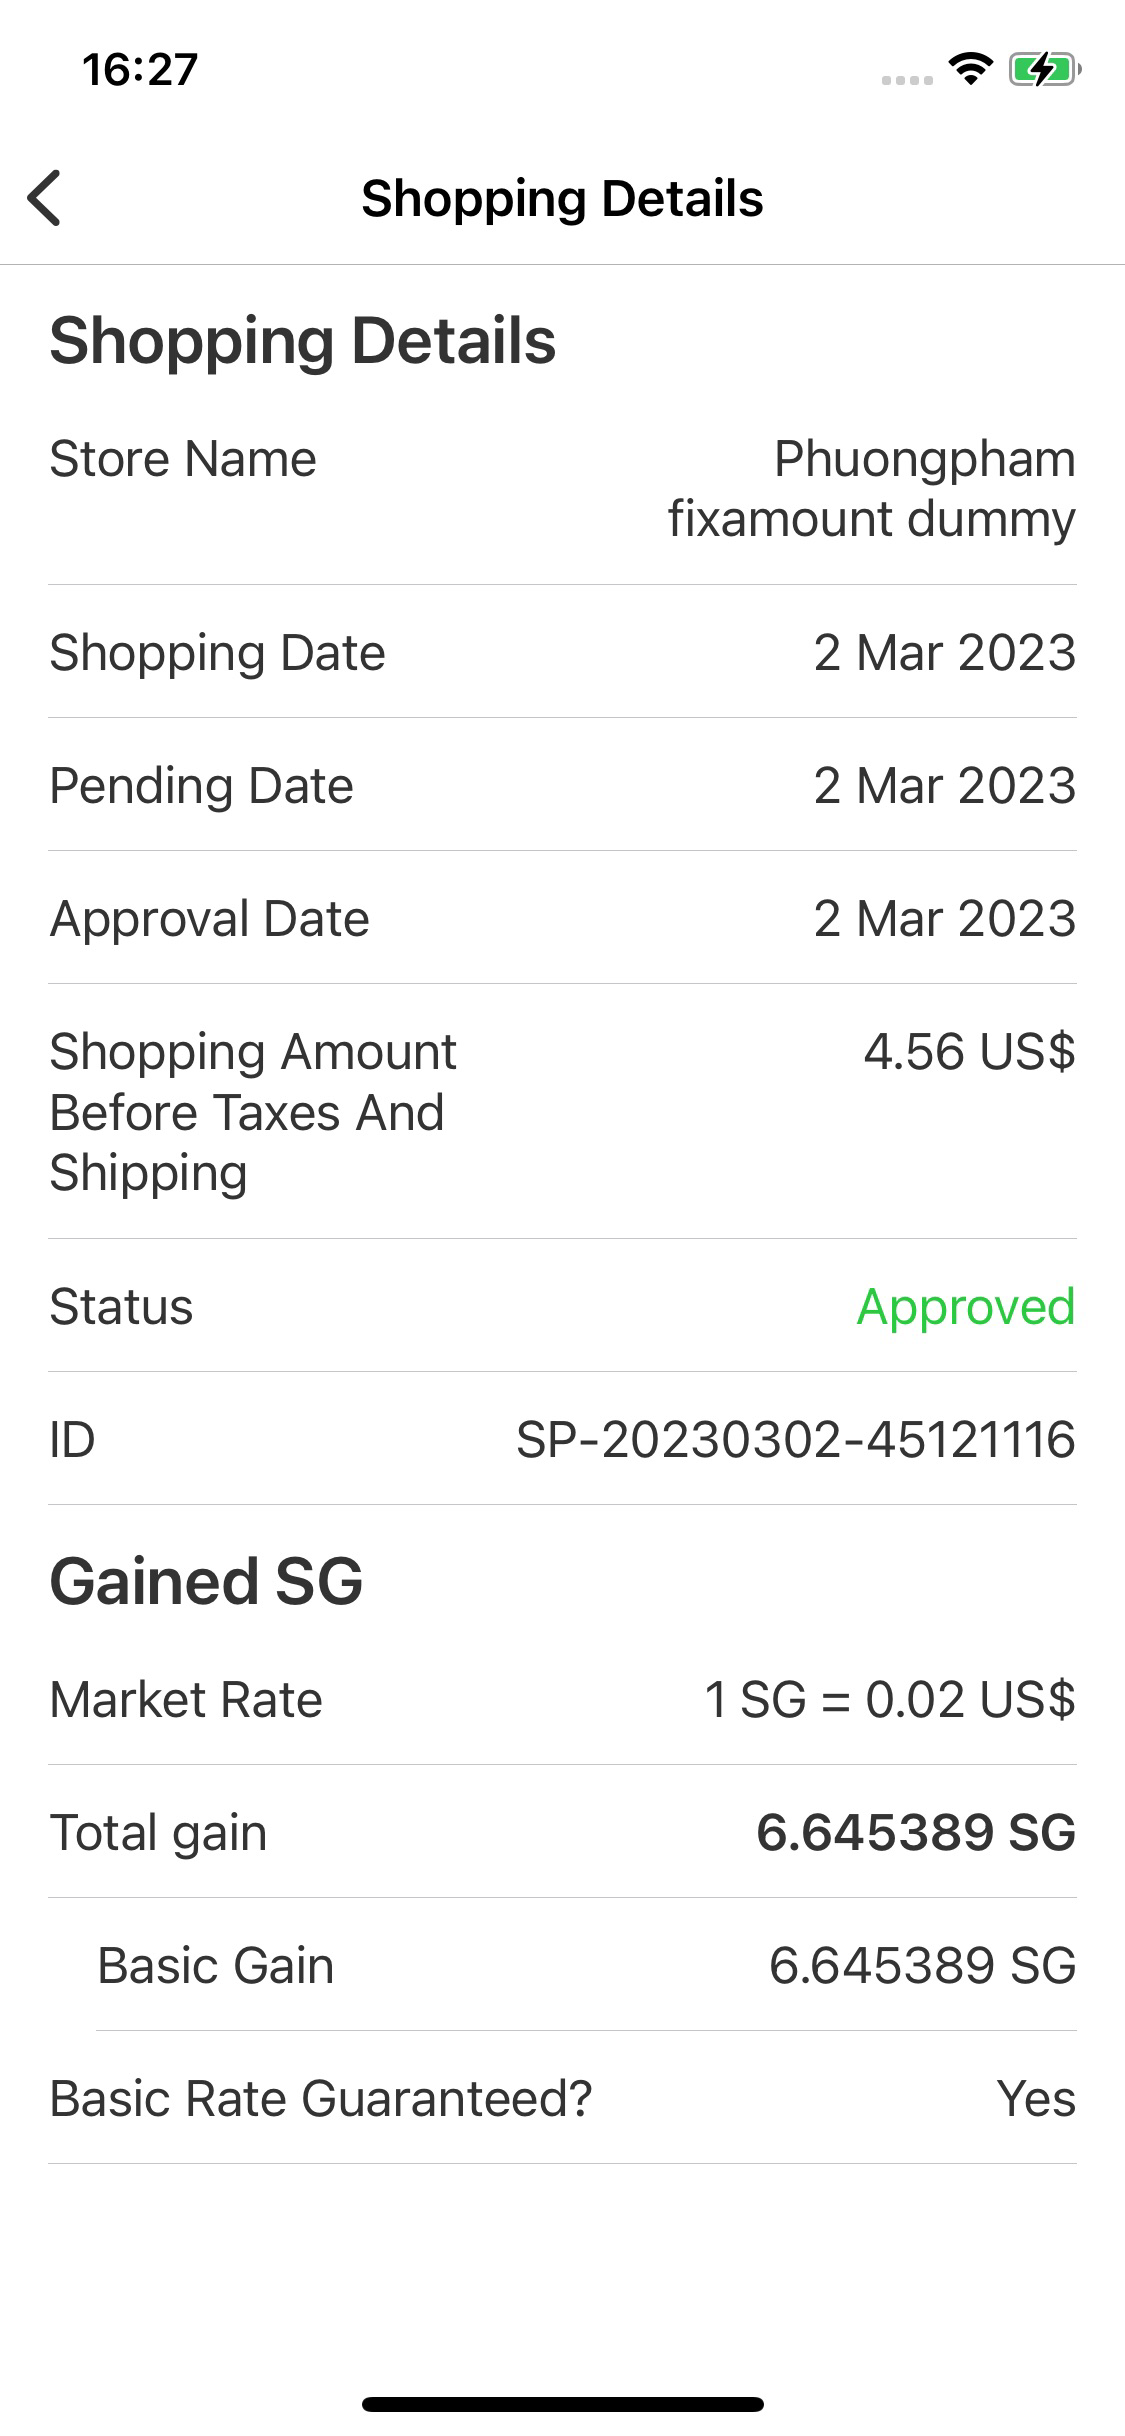 16:27
Shopping Details
Shopping Details
Store Name
Phuongpham
fixamount dummy
Shopping Date
2 Mar 2023
Pending Date
2 Mar 2023
Approval Date
2 Mar 2023
Shopping Amount
Before Taxes And
Shipping
4.56 US$
Status
Approved
ID
SP-20230302-45121116
Gained SG
Market Rate
1 SG = 0.02 US$
Total gain
6.645389 SG
Basic Gain
6.645389 SG
Basic Rate Guaranteed?
Yes